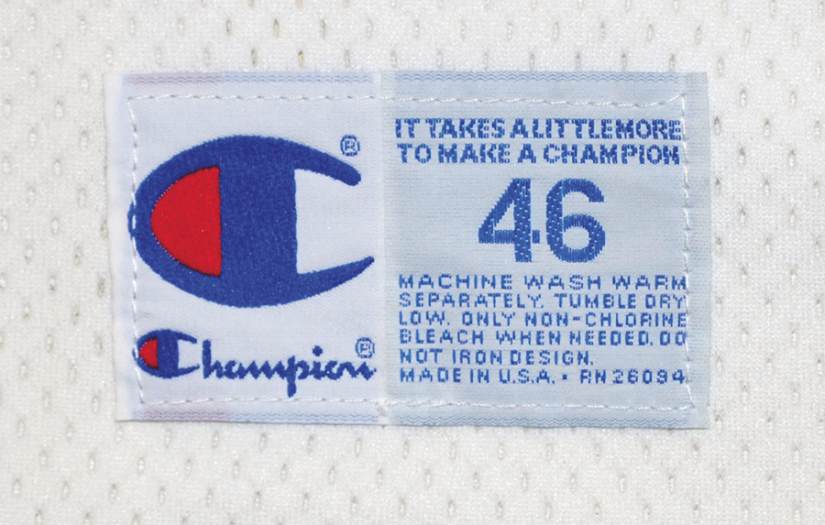 ®
Champion®
IT TAKES A LITTLE MORE
TO MAKE A CHAMPION
46
MACHINE WASH WARM
SEPARATELY. TUMBLE DRY
LOW. ONLY NON-CHLORINE
BLEACH WHEN NEEDED. DO
NOT IRON DESIGN.
MADE IN U.S.A. • RN 26094